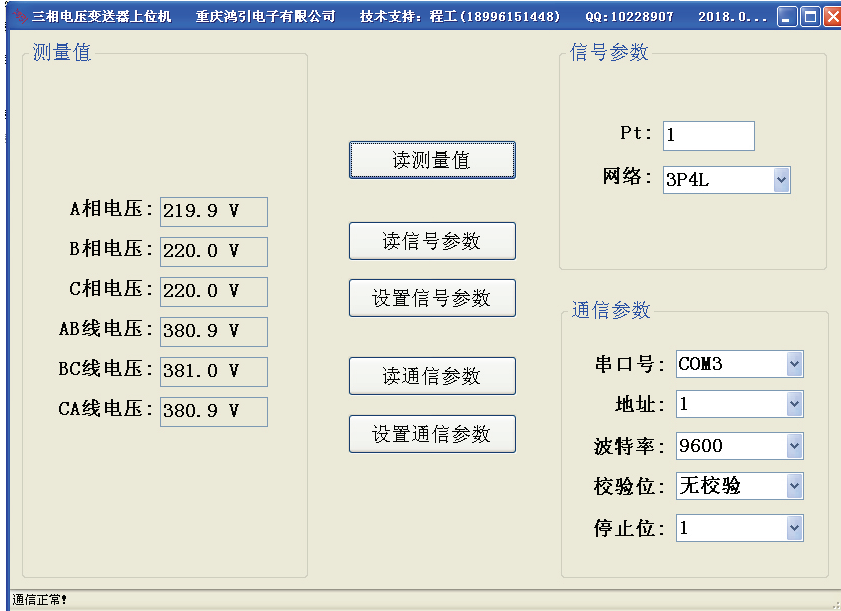 三相电压变送器上位机 重庆鸿引电子有限公司 技术支持：程工(18996151448) QQ:10228907 2018.0...
测量值
A相电压: 219.9 V
B相电压: 220.0 V
C相电压: 220.0 V
AB线电压: 380.9 V
BC线电压: 381.0 V
CA线电压: 380.9 V
读测量值
读信号参数
设置信号参数
读通信参数
设置通信参数
信号参数
Pt: 1
网络: 3P4L
通信参数
串口号: COM3
地址: 1
波特率: 9600
校验位: 无校验
停止位: 1
通信正常!